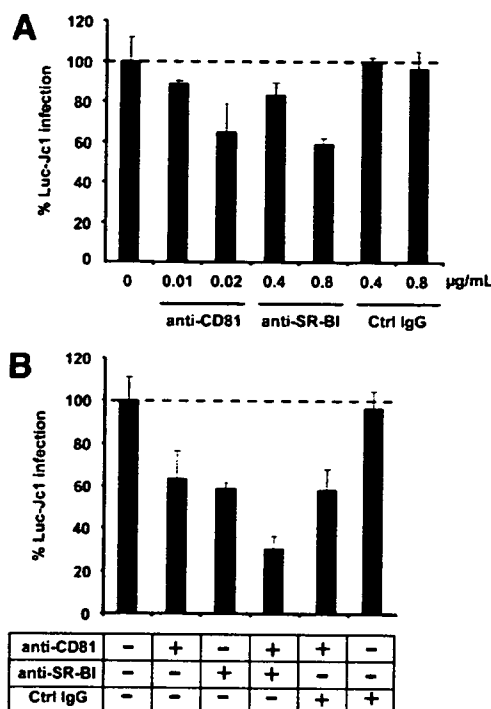 A
% Luc-Jc1 infection
120
100
80
60
40
20
0
0 0.01 0.02 0.4 0.8 0.4 0.8 µg/mL
anti-CD81 anti-SR-BI Ctrl IgG
B
% Luc-Jc1 infection
120
100
80
60
40
20
0
anti-CD81 - + - + + -
anti-SR-BI - - + + - -
Ctrl IgG - - - - + +